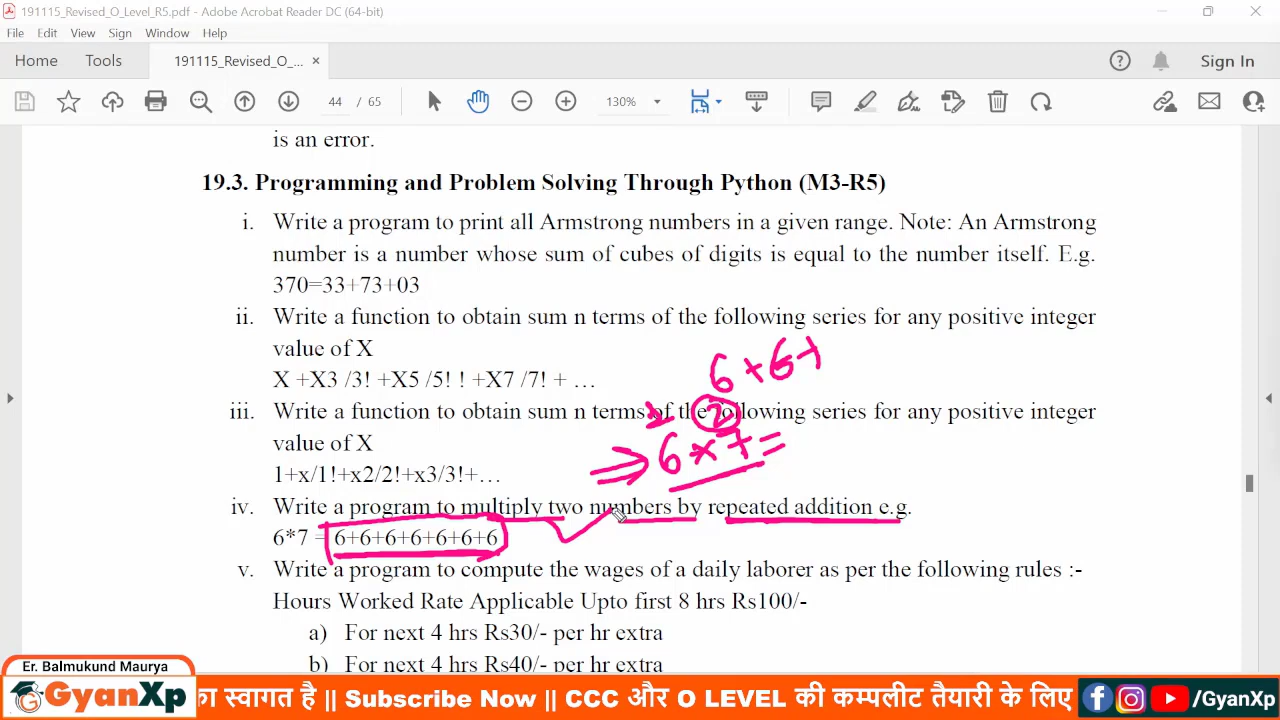 191115_Revised_O_Level_R5.pdf - Adobe Acrobat Reader DC (64-bit)
File Edit View Sign Window Help
Home Tools 191115_Revised_O_... × Sign In
44 / 65 130%
is an error.
19.3. Programming and Problem Solving Through Python (M3-R5)
i. Write a program to print all Armstrong numbers in a given range. Note: An Armstrong
number is a number whose sum of cubes of digits is equal to the number itself. E.g.
370=33+73+03
ii. Write a function to obtain sum n terms of the following series for any positive integer
value of X
6+6+
X +X3 /3! +X5 /5! ! +X7 /7! + …
iii. Write a function to obtain sum n terms of the following series for any positive integer
2
value of X
6×7=
1+x/1!+x2/2!+x3/3!+…
iv. Write a program to multiply two numbers by repeated addition e.g.
6*7 = 6+6+6+6+6+6+6
v. Write a program to compute the wages of a daily laborer as per the following rules :-
Hours Worked Rate Applicable Upto first 8 hrs Rs100/-
a) For next 4 hrs Rs30/- per hr extra
b) For next 4 hrs Rs40/- per hr extra
Er. Balmukund Maurya
GyanXp
का स्वागत है || Subscribe Now || CCC और O LEVEL की कम्पलीट तैयारी के लिए
/GyanXp